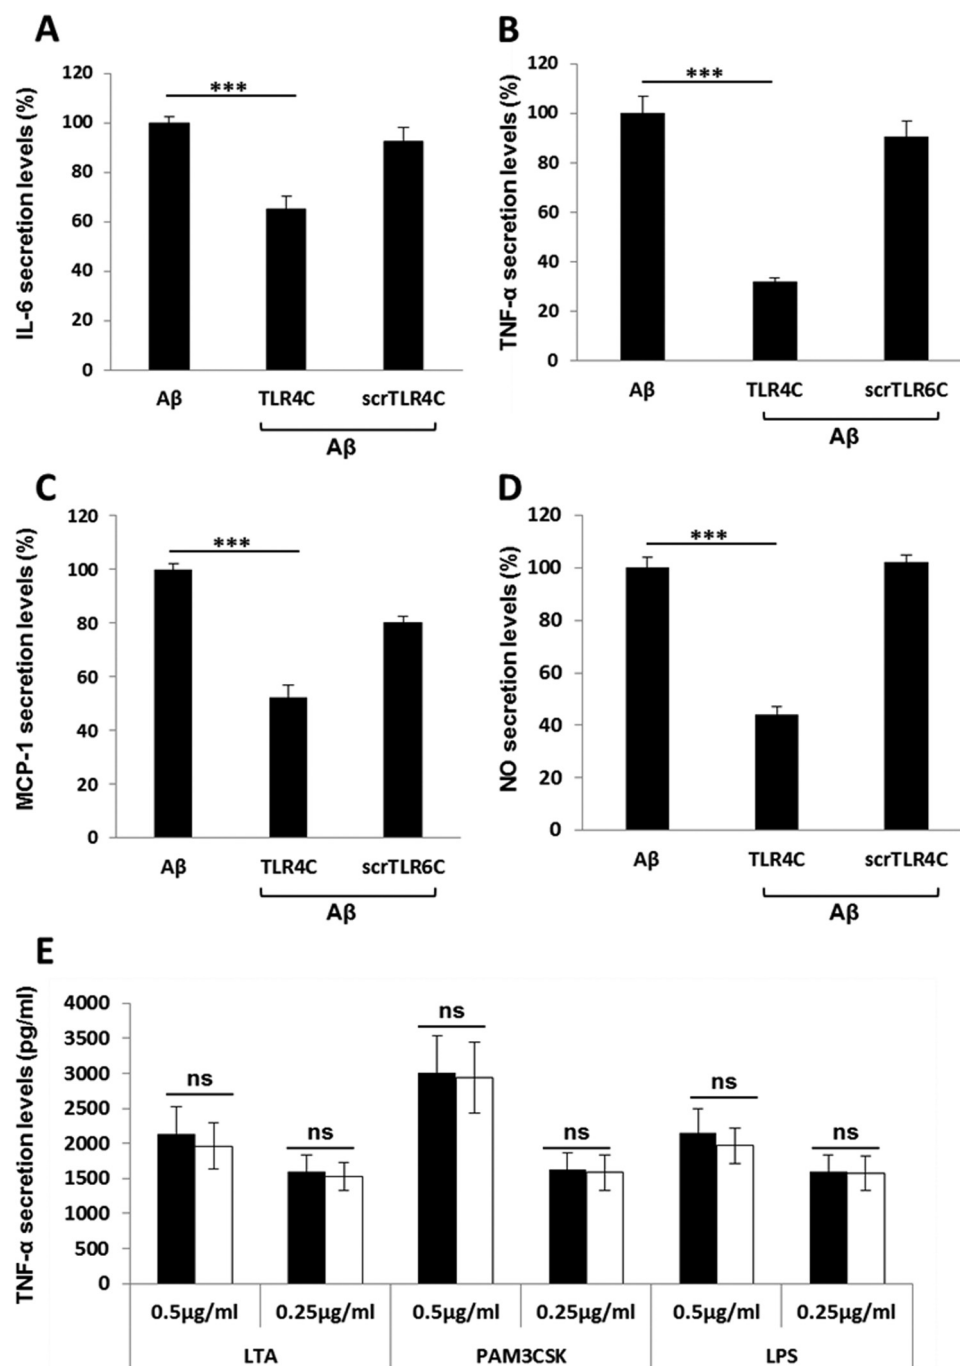 A
IL-6 secretion levels (%)
120
100
80
60
40
20
0
***
Aβ
TLR4C
scrTLR4C
Aβ
B
TNF-α secretion levels (%)
120
100
80
60
40
20
0
***
Aβ
TLR4C
scrTLR6C
Aβ
C
MCP-1 secretion levels (%)
120
100
80
60
40
20
0
***
Aβ
TLR4C
scrTLR6C
Aβ
D
NO secretion levels (%)
120
100
80
60
40
20
0
***
Aβ
TLR4C
scrTLR4C
Aβ
E
TNF-α secretion levels (pg/ml)
4000
3500
3000
2500
2000
1500
1000
500
0
ns
ns
ns
ns
ns
ns
0.5µg/ml
0.25µg/ml
0.5µg/ml
0.25µg/ml
0.5µg/ml
0.25µg/ml
LTA
PAM3CSK
LPS